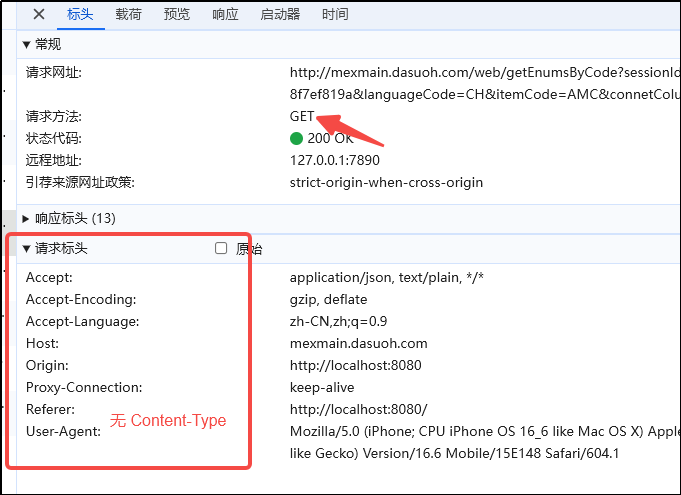 标头 载荷 预览 响应 启动器 时间
常规
请求网址: http://mexmain.dasuoh.com/web/getEnumsByCode?sessionId
8f7ef819a&languageCode=CH&itemCode=AMC&connetColu
请求方法: GET
状态代码: 200 OK
远程地址: 127.0.0.1:7890
引荐来源网址政策: strict-origin-when-cross-origin
响应标头 (13)
请求标头 原始
Accept: application/json, text/plain, */*
Accept-Encoding: gzip, deflate
Accept-Language: zh-CN,zh;q=0.9
Host: mexmain.dasuoh.com
Origin: http://localhost:8080
Proxy-Connection: keep-alive
Referer: http://localhost:8080/
无 Content-Type
User-Agent: Mozilla/5.0 (iPhone; CPU iPhone OS 16_6 like Mac OS X) Apple
like Gecko) Version/16.6 Mobile/15E148 Safari/604.1